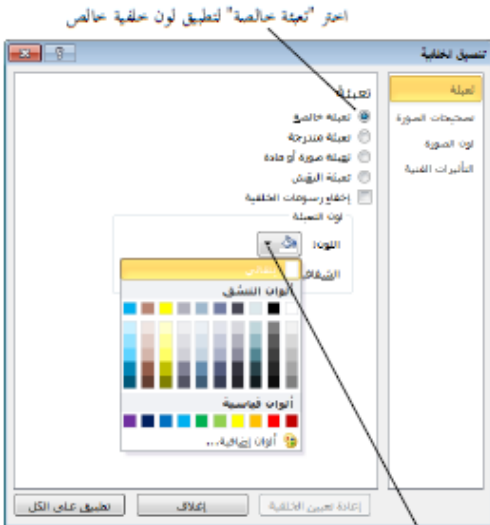 اختر "تعبئة خالصة" لتطبيق لون خلفية خالص
تنسيق الخلفية
تعبئة
تصحيحات الصورة
لون الصورة
التأثيرات الفنية
تعبئة
تعبئة خالصة
تعبئة متدرجة
تعبئة صورة أو مادة
تعبئة النقش
إخفاء رسومات الخلفية
لون التعبئة
اللون:
تلقائي
ألوان النسُق
ألوان قياسية
ألوان إضافية...
إعادة تعيين الخلفية
إغلاق
تطبيق على الكل